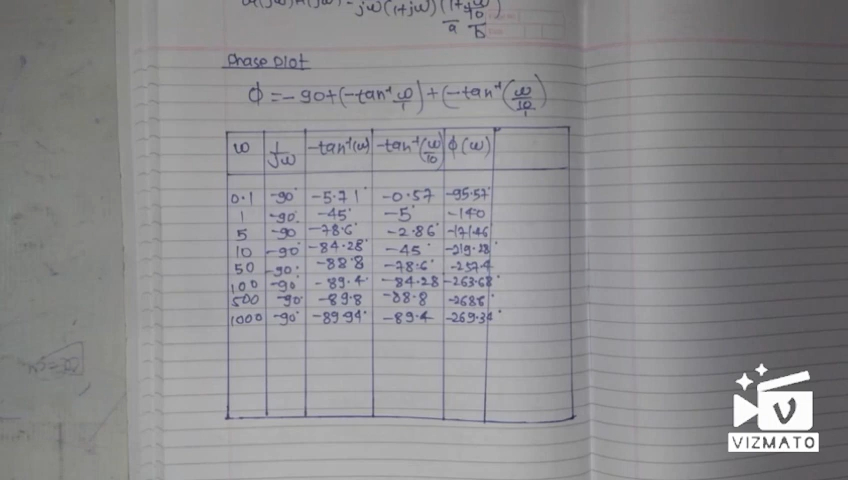 jω(1+jω)
Phase Plot
ϕ = -90+(-tan⁻¹ ω/1)+(-tan⁻¹(ω/10/1)
ω 1/jω -tan⁻¹(ω) -tan⁻¹(ω/10) ϕ(ω)
0.1 -90° -5.71° -0.57 -95.57°
1 -90° -45° -5° -140
5 -90 -78.6° -2.86° -171.46
10 -90° -84.28° -45° -219.28°
50 -90° -88.8 -78.6° -257.4
100 -90° -89.4° -84.28 -263.68°
500 -90° -89.8 -88.8 -268.6
1000 -90° -89.94° -89.4 -269.34°
V
VIZMATO